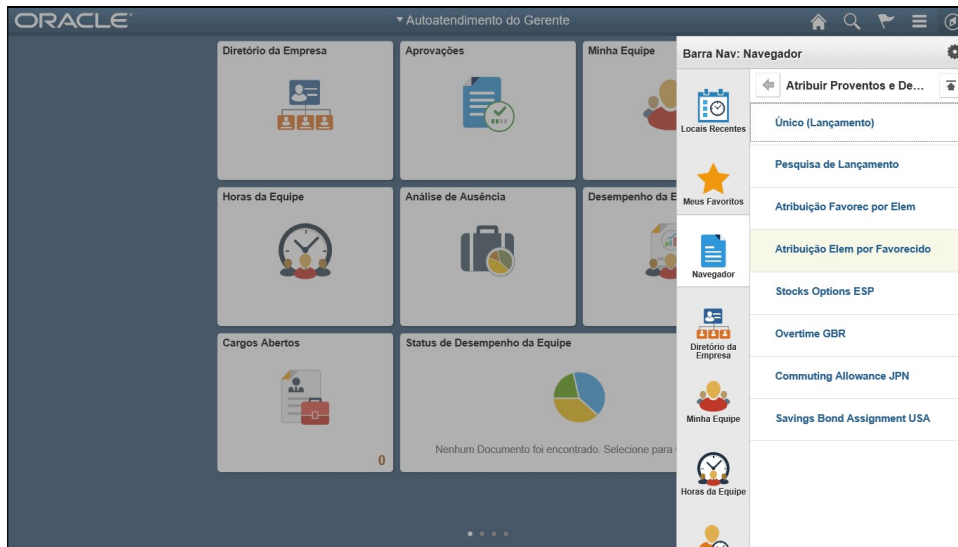 ORACLE
Autoatendimento do Gerente
Diretório da Empresa
Aprovações
Minha Equipe
Horas da Equipe
Análise de Ausência
Desempenho da E
Cargos Abertos
0
Status de Desempenho da Equipe
Nenhum Documento foi encontrado. Selecione para
Barra Nav: Navegador
Locais Recentes
Meus Favoritos
Navegador
Diretório da
Empresa
Minha Equipe
Horas da Equipe
Atribuir Proventos e De...
Único (Lançamento)
Pesquisa de Lançamento
Atribuição Favorec por Elem
Atribuição Elem por Favorecido
Stocks Options ESP
Overtime GBR
Commuting Allowance JPN
Savings Bond Assignment USA